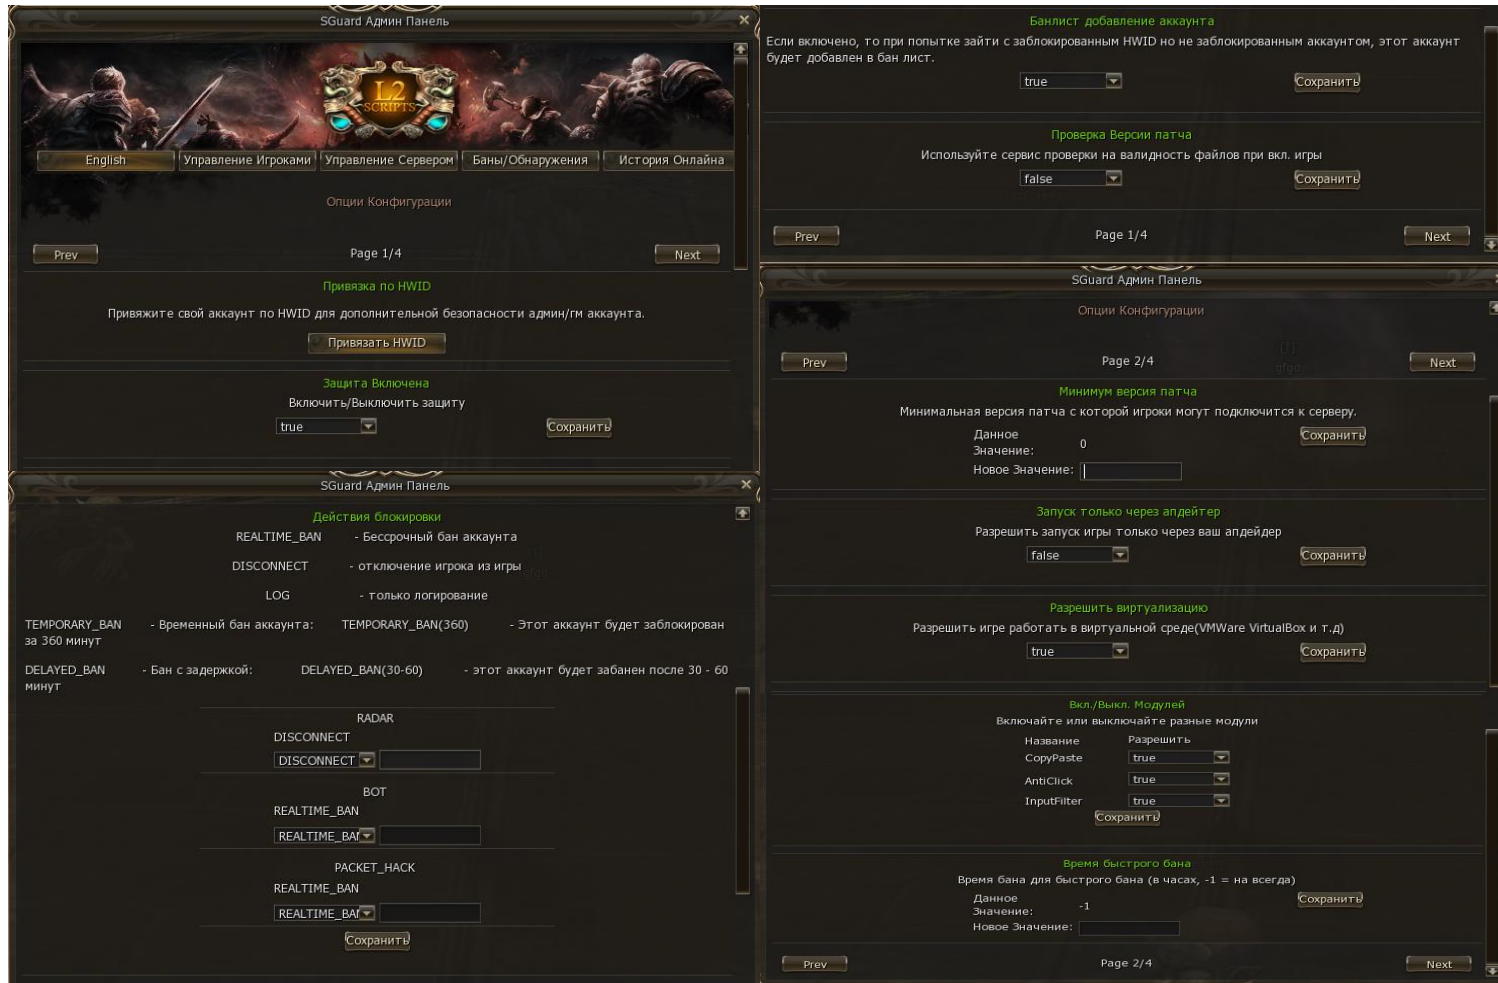 SGuard Админ Панель
L2
SCRIPTS
English
Управление Игроками
Управление Сервером
Баны/Обнаружения
История Онлайна
Опции Конфигурации
Prev
Page 1/4
Next
Привязка по HWID
Привяжите свой аккаунт по HWID для дополнительной безопасности админ/гм аккаунта.
Привязать HWID
Защита Включена
Включить/Выключить защиту
true
Сохранить
SGuard Админ Панель
Действия блокировки
REALTIME_BAN - Бессрочный бан аккаунта
DISCONNECT - отключение игрока из игры
LOG - только логирование
TEMPORARY_BAN - Временный бан аккаунта: TEMPORARY_BAN(360) - Этот аккаунт будет заблокирован
за 360 минут
DELAYED_BAN - Бан с задержкой: DELAYED_BAN(30-60) - этот аккаунт будет забанен после 30 - 60
минут
RADAR
DISCONNECT
DISCONNECT
BOT
REALTIME_BAN
REALTIME_BAN
PACKET_HACK
REALTIME_BAN
REALTIME_BAN
Сохранить
Банлист добавление аккаунта
Если включено, то при попытке зайти с заблокированным HWID но не заблокированным аккаунтом, этот аккаунт
будет добавлен в бан лист.
true
Сохранить
Проверка Версии патча
Используйте сервис проверки на валидность файлов при вкл. игры
false
Сохранить
Prev
Page 1/4
Next
SGuard Админ Панель
Опции Конфигурации
Prev
Page 2/4
Next
Минимум версия патча
Минимальная версия патча с которой игроки могут подключится к серверу.
Данное
Значение:
0
Сохранить
Новое Значение:
Запуск только через апдейтер
Разрешить запуск игры только через ваш апдейдер
false
Сохранить
Разрешить виртуализацию
Разрешить игре работать в виртуальной среде(VMWare VirtualBox и т.д)
true
Сохранить
Вкл./Выкл. Модулей
Включайте или выключайте разные модули
Название Разрешить
CopyPaste true
AntiClick true
InputFilter true
Сохранить
Время быстрого бана
Время бана для быстрого бана (в часах, -1 = на всегда)
Данное
Значение:
-1
Сохранить
Новое Значение:
Prev
Page 2/4
Next